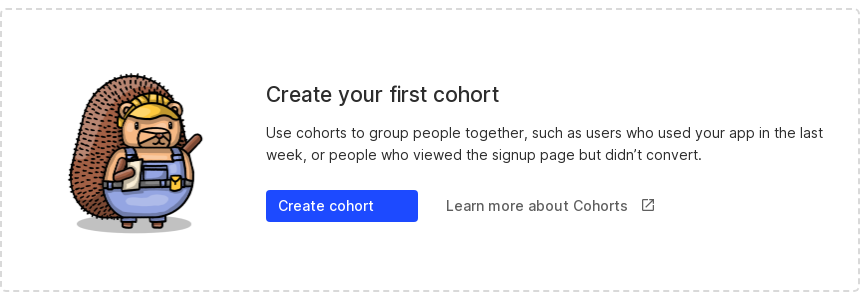 Create your first cohort
Use cohorts to group people together, such as users who used your app in the last
week, or people who viewed the signup page but didn’t convert.
Create cohort
Learn more about Cohorts